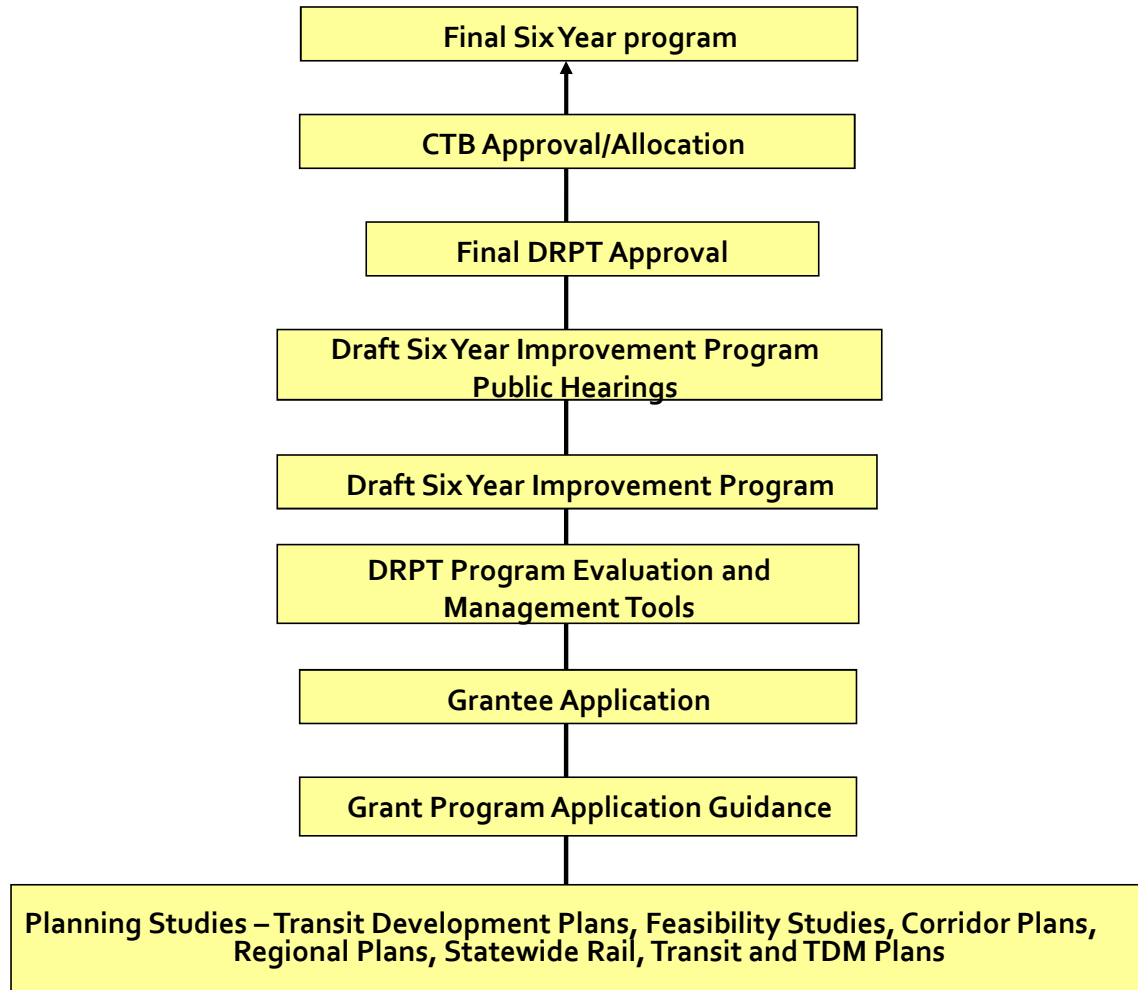 Final Six Year program
CTB Approval/Allocation
Final DRPT Approval
Draft Six Year Improvement Program
Public Hearings
Draft Six Year Improvement Program
DRPT Program Evaluation and
Management Tools
Grantee Application
Grant Program Application Guidance
Planning Studies – Transit Development Plans, Feasibility Studies, Corridor Plans,
Regional Plans, Statewide Rail, Transit and TDM Plans